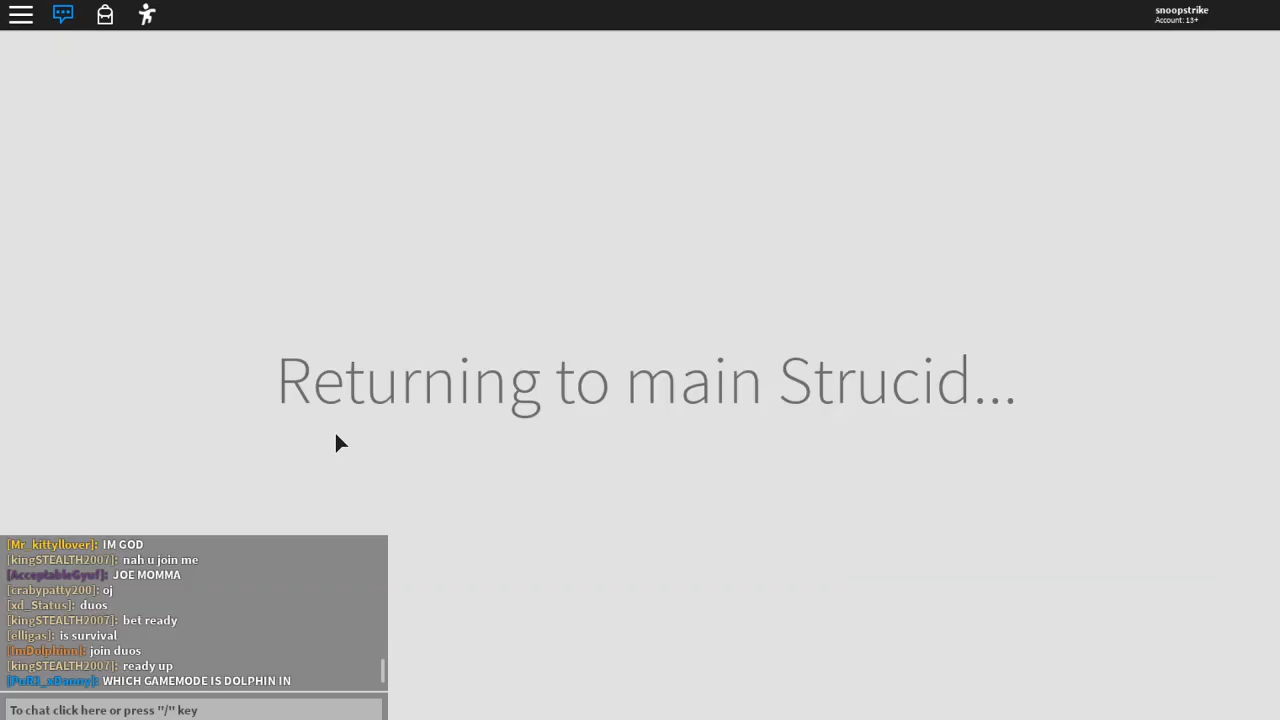 snoopstrike
Account: 13+
Returning to main Strucid...
[Mr_kittyllover]: IM GOD
[kingSTEALTH2007]: nah u join me
[AcceptableGyuf]: JOE MOMMA
[crabypatty200]: oj
[xd_Status]: duos
[kingSTEALTH2007]: bet ready
[elligas]: is survival
[ImDolphinn]: join duos
[kingSTEALTH2007]: ready up
WHICH GAMEMODE IS DOLPHIN IN
To chat click here or press "/" key